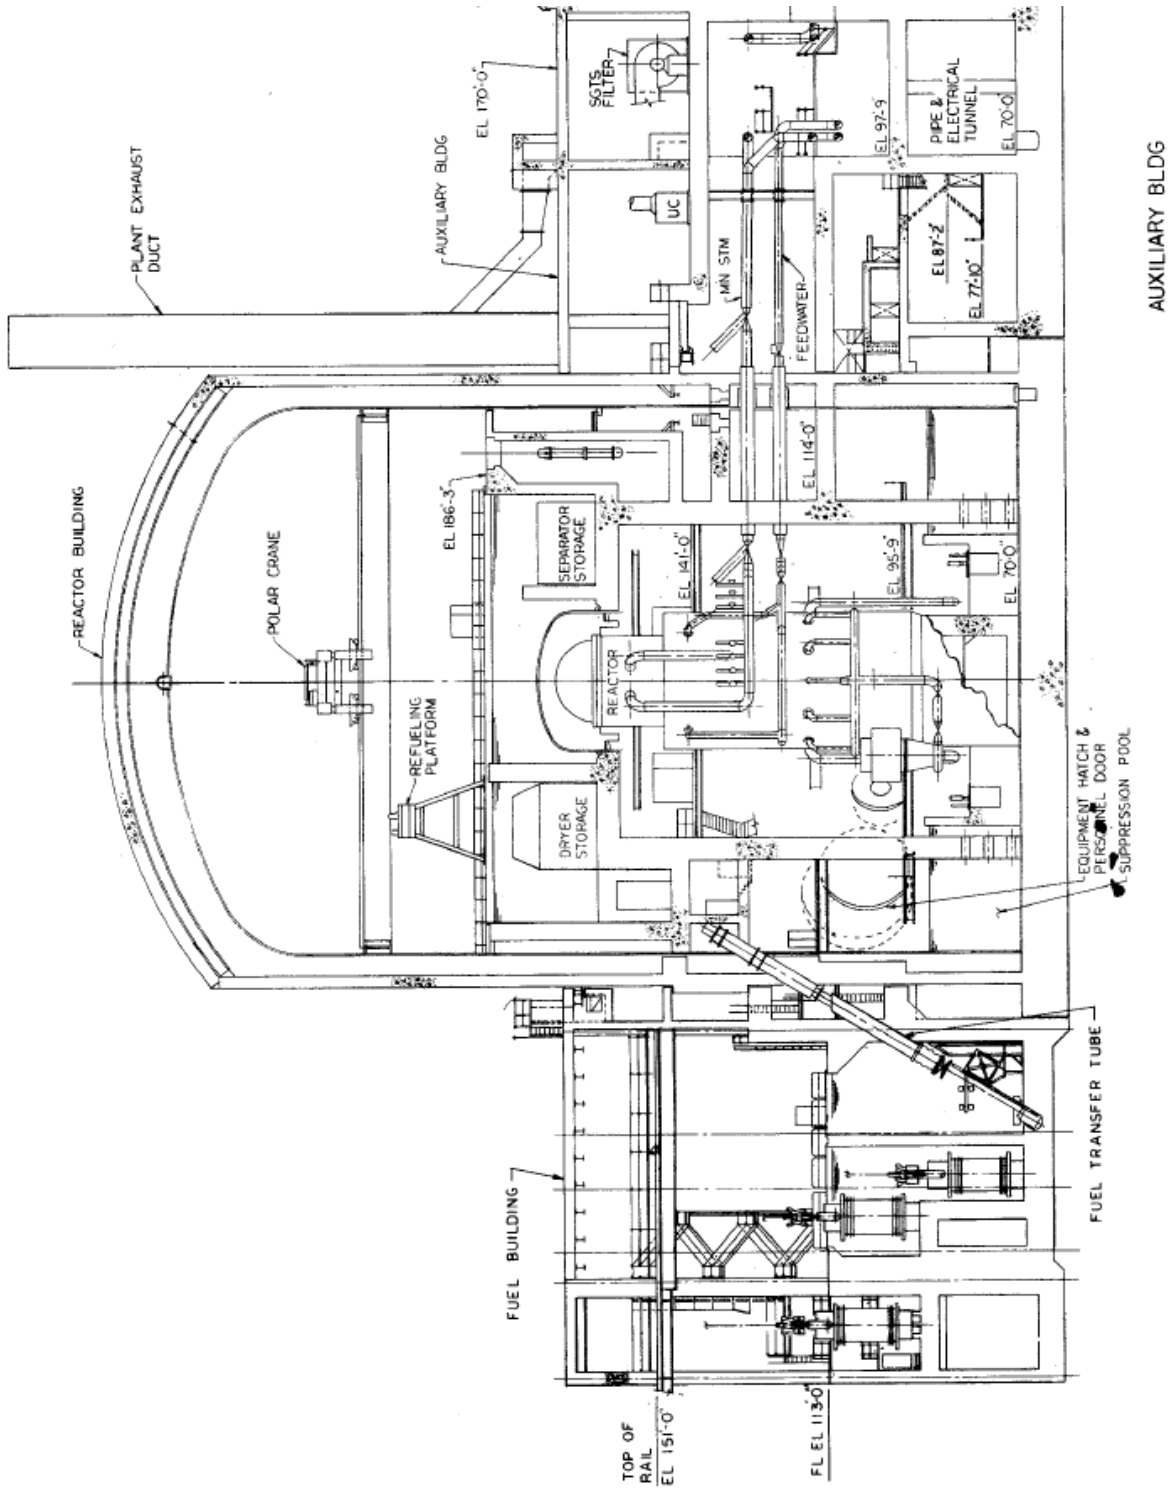 PLANT EXHAUST
DUCT
EL 170'-0"
AUXILIARY BLDG
SGTS
FILTER
REACTOR BUILDING
POLAR CRANE
UC
MN STM
FEEDWATER
EL 97'-9"
PIPE &
ELECTRICAL
TUNNEL
EL 70'-0"
EL 87'-2"
EL 77'-10"
AUXILIARY BLDG
EL 186'-3"
SEPARATOR
STORAGE
EL 114'-0"
EL 141'-0"
EL 95'-9"
EL 70'-0"
REFUELING
PLATFORM
REACTOR
DRYER
STORAGE
EQUIPMENT HATCH &
PERSONNEL DOOR
SUPPRESSION POOL
FUEL TRANSFER TUBE
FUEL BUILDING
TOP OF
RAIL
EL 151'-0"
FL EL 113'0"